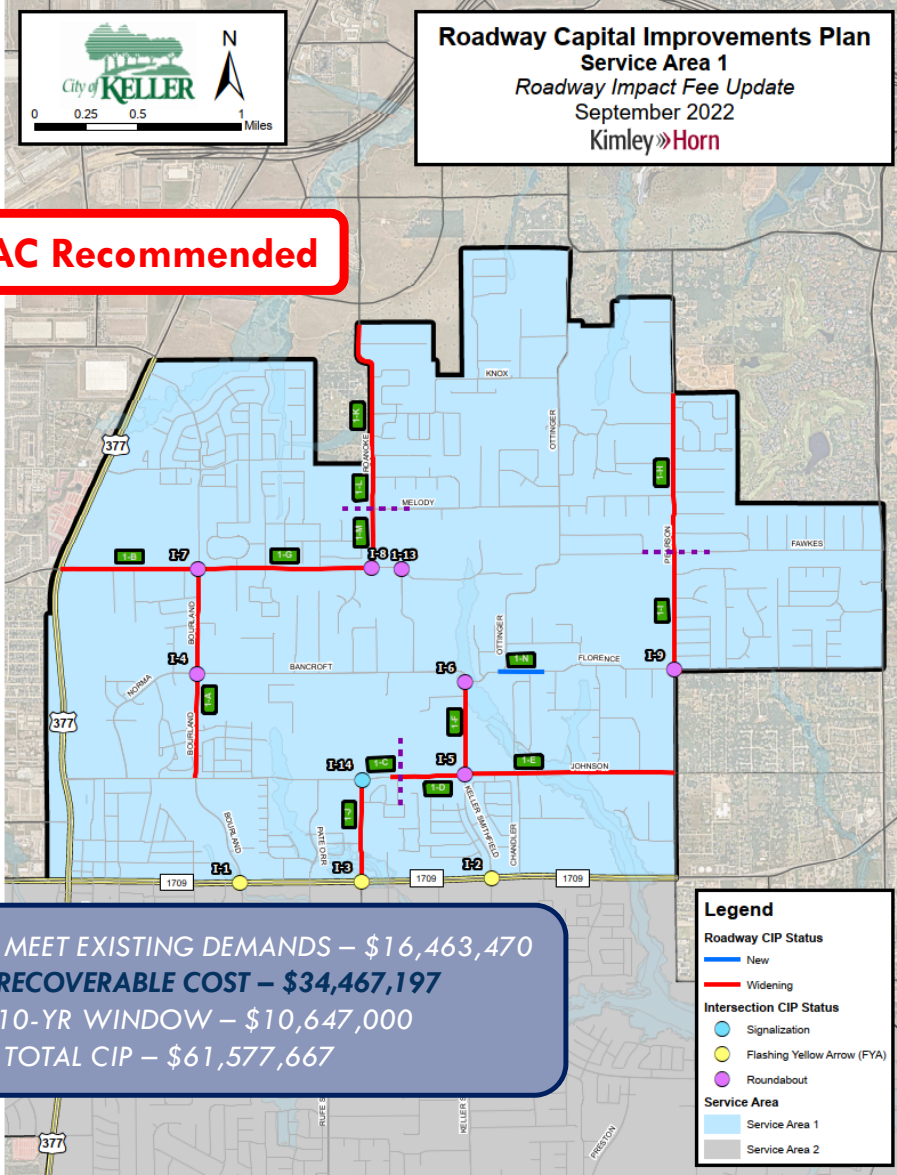 City of KELLER
N
0 0.25 0.5 1
Miles
Roadway Capital Improvements Plan
Service Area 1
Roadway Impact Fee Update
September 2022
Kimley»Horn
AC Recommended
KNOX
OTTINGER
377
1-K
ROANOKE
1-L
1-H
MELODY
1-M
PEARSON
FAWKES
1-B
I-7
1-G
I-8
I-13
BOURLAND
1-I
OTTINGER
I-4
BANCROFT
I-6
1-N
FLORENCE
I-9
NORMA
1-A
377
BOURLAND
1-F
I-14
1-C
I-5
1-E
JOHNSON
1-D
1-J
BOURLAND
PATE ORR
KELLER SMITHFIELD
CHANDLER
I-1
I-3
I-2
1709
1709
1709
MEET EXISTING DEMANDS – $16,463,470
RECOVERABLE COST – $34,467,197
10-YR WINDOW – $10,647,000
TOTAL CIP – $61,577,667
RUFE S
KELLER S
PRESTON
377
Legend
Roadway CIP Status
New
Widening
Intersection CIP Status
Signalization
Flashing Yellow Arrow (FYA)
Roundabout
Service Area
Service Area 1
Service Area 2